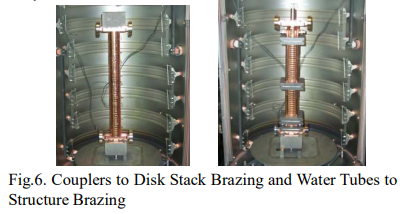 Fig.6. Couplers to Disk Stack Brazing and Water Tubes to
Structure Brazing